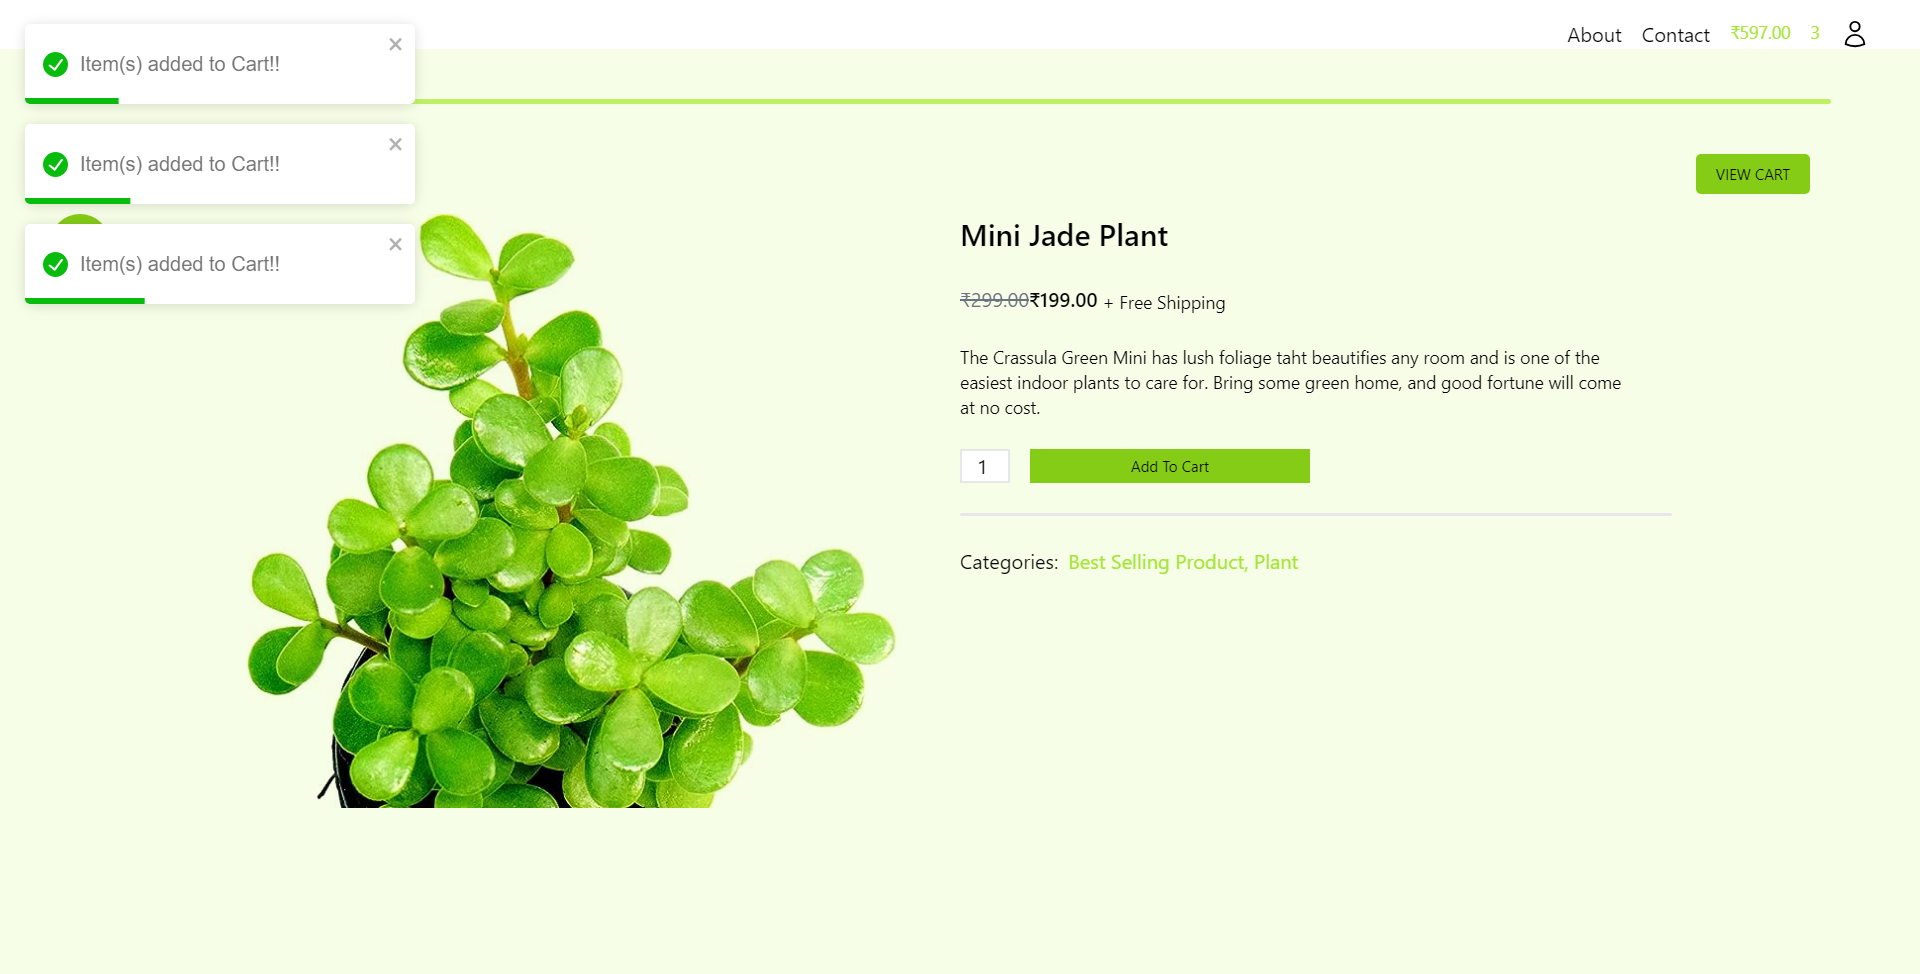 About Contact ₹597.00 3
Item(s) added to Cart!!
Item(s) added to Cart!!
Item(s) added to Cart!!
VIEW CART
Mini Jade Plant
₹299.00₹199.00 + Free Shipping
The Crassula Green Mini has lush foliage taht beautifies any room and is one of the
easiest indoor plants to care for. Bring some green home, and good fortune will come
at no cost.
1 Add To Cart
Categories: Best Selling Product, Plant